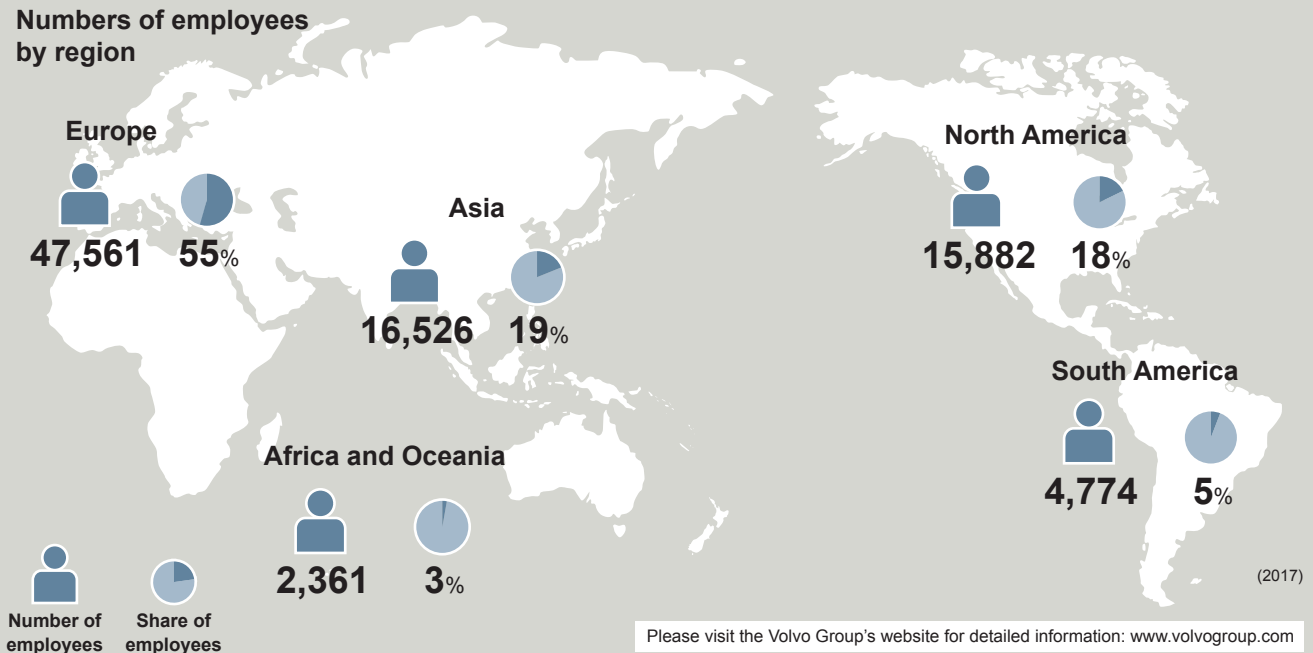 Numbers of employees
by region
Europe
47,561 55%
Asia
16,526 19%
North America
15,882 18%
South America
4,774 5%
Africa and Oceania
2,361 3%
Number of
employees
Share of
employees
(2017)
Please visit the Volvo Group's website for detailed information: www.volvogroup.com